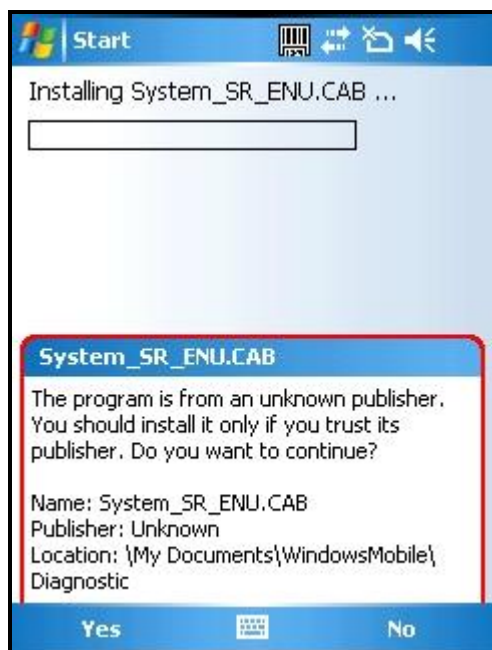 Start
Installing System_SR_ENU.CAB ...
System_SR_ENU.CAB
The program is from an unknown publisher.
You should install it only if you trust its
publisher. Do you want to continue?
Name: System_SR_ENU.CAB
Publisher: Unknown
Location: \My Documents\WindowsMobile\
Diagnostic
Yes
No